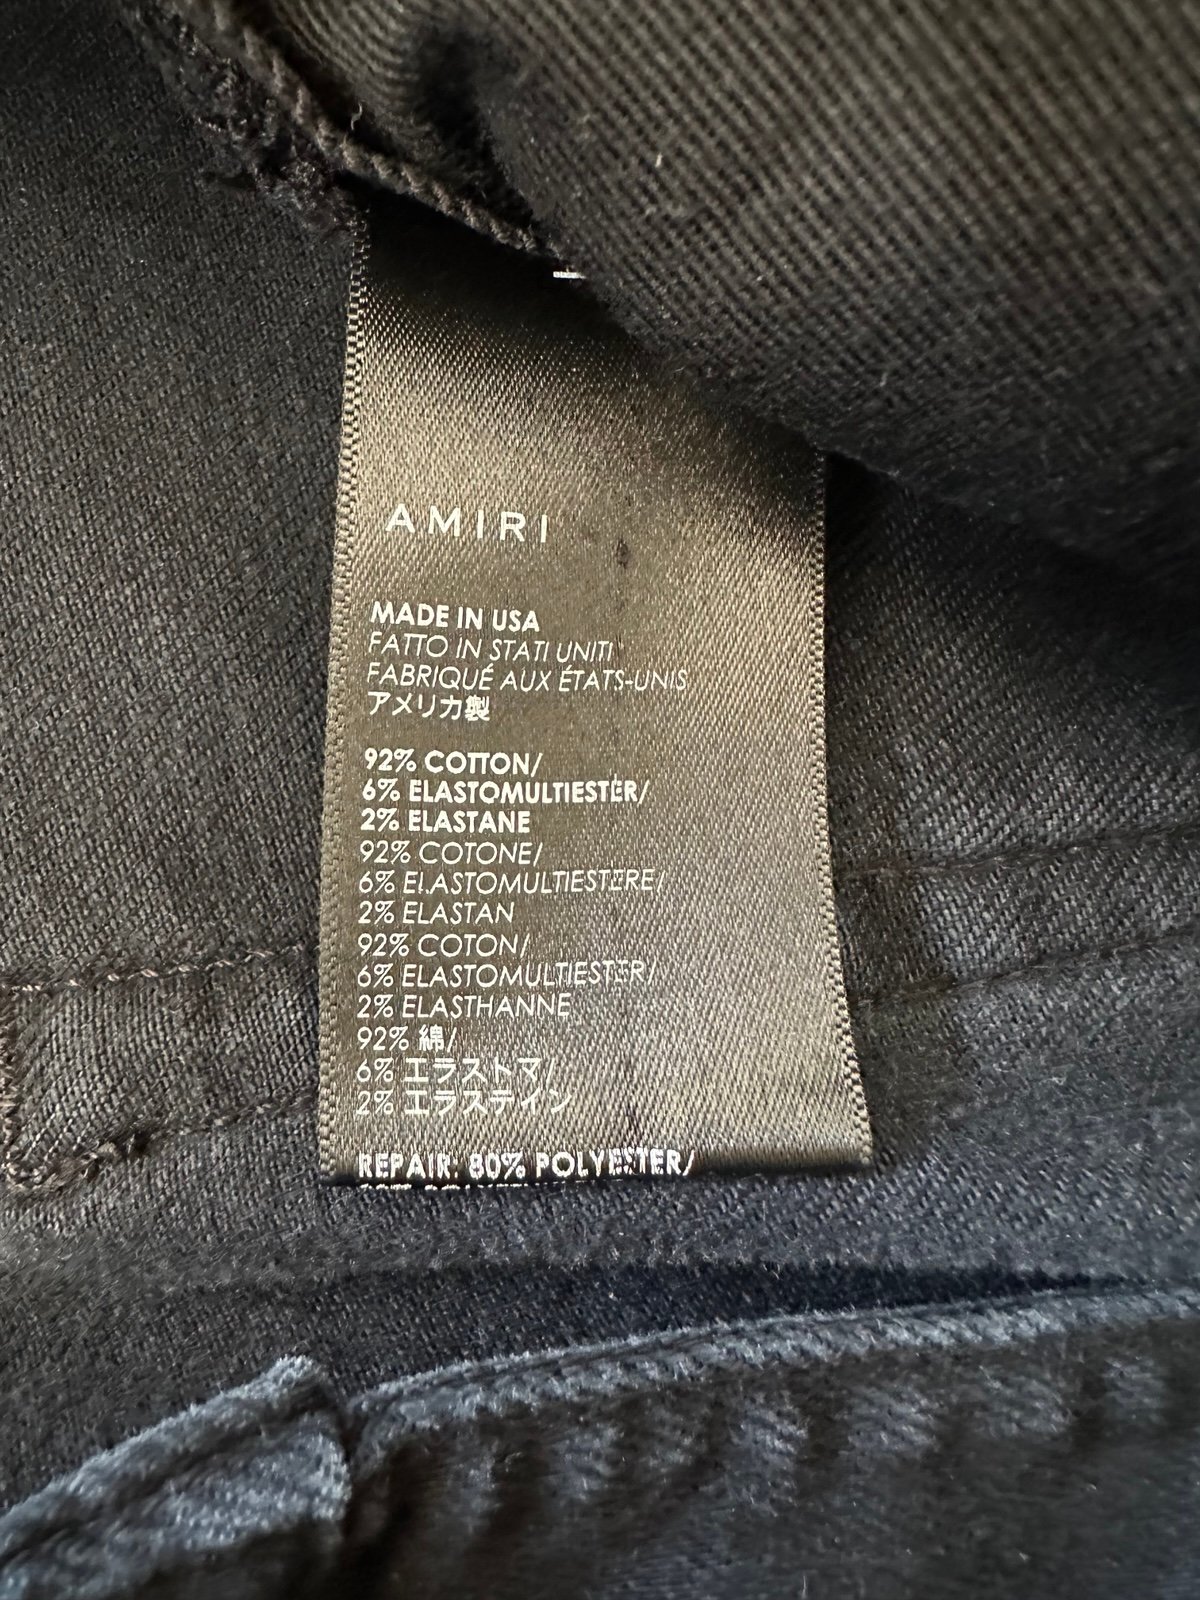 AMIRI
MADE IN USA
FATTO IN STATI UNITI
FABRIQUÉ AUX ÉTATS-UNIS
アメリカ製
92% COTTON/
6% ELASTOMULTIESTER/
2% ELASTANE
92% COTONE/
6% ELASTOMULTIESTERE/
2% ELASTAN
92% COTON/
6% ELASTOMULTIESTER/
2% ELASTHANNE
92% 綿/
6% エラストマ/
2% エラステイン
REPAIR: 80% POLYESTER/